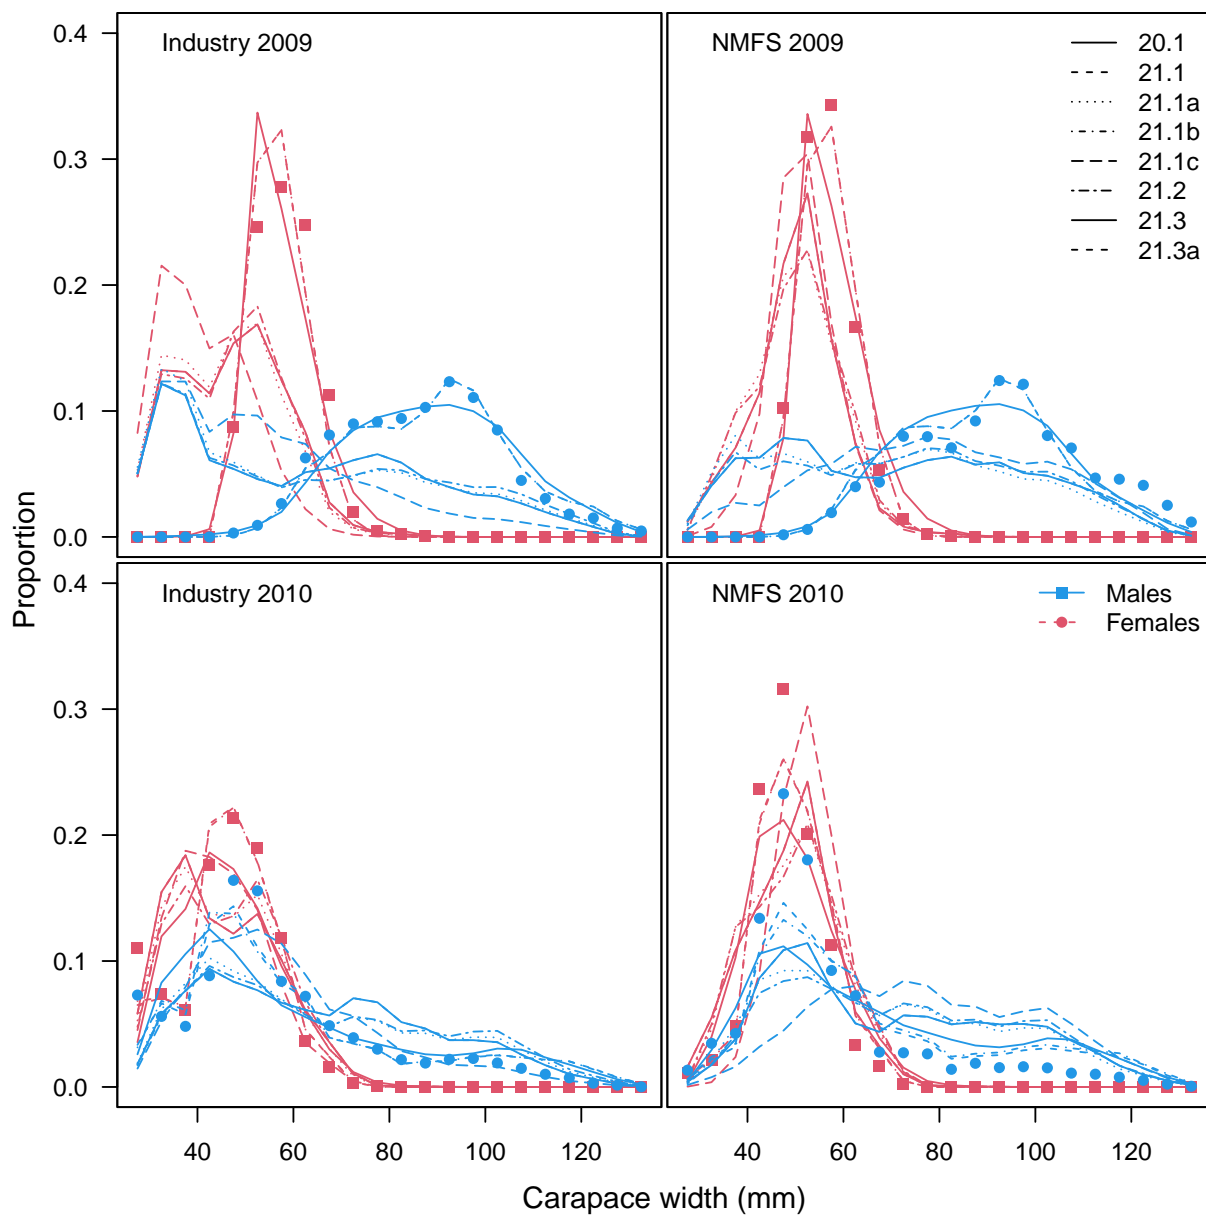 Industry 2009
NMFS 2009
20.1
21.1
21.1a
21.1b
21.1c
21.2
21.3
21.3a
0.4
0.3
0.2
0.1
0.0
Proportion
Industry 2010
NMFS 2010
Males
Females
0.4
0.3
0.2
0.1
0.0
40 60 80 100 120
40 60 80 100 120
Carapace width (mm)